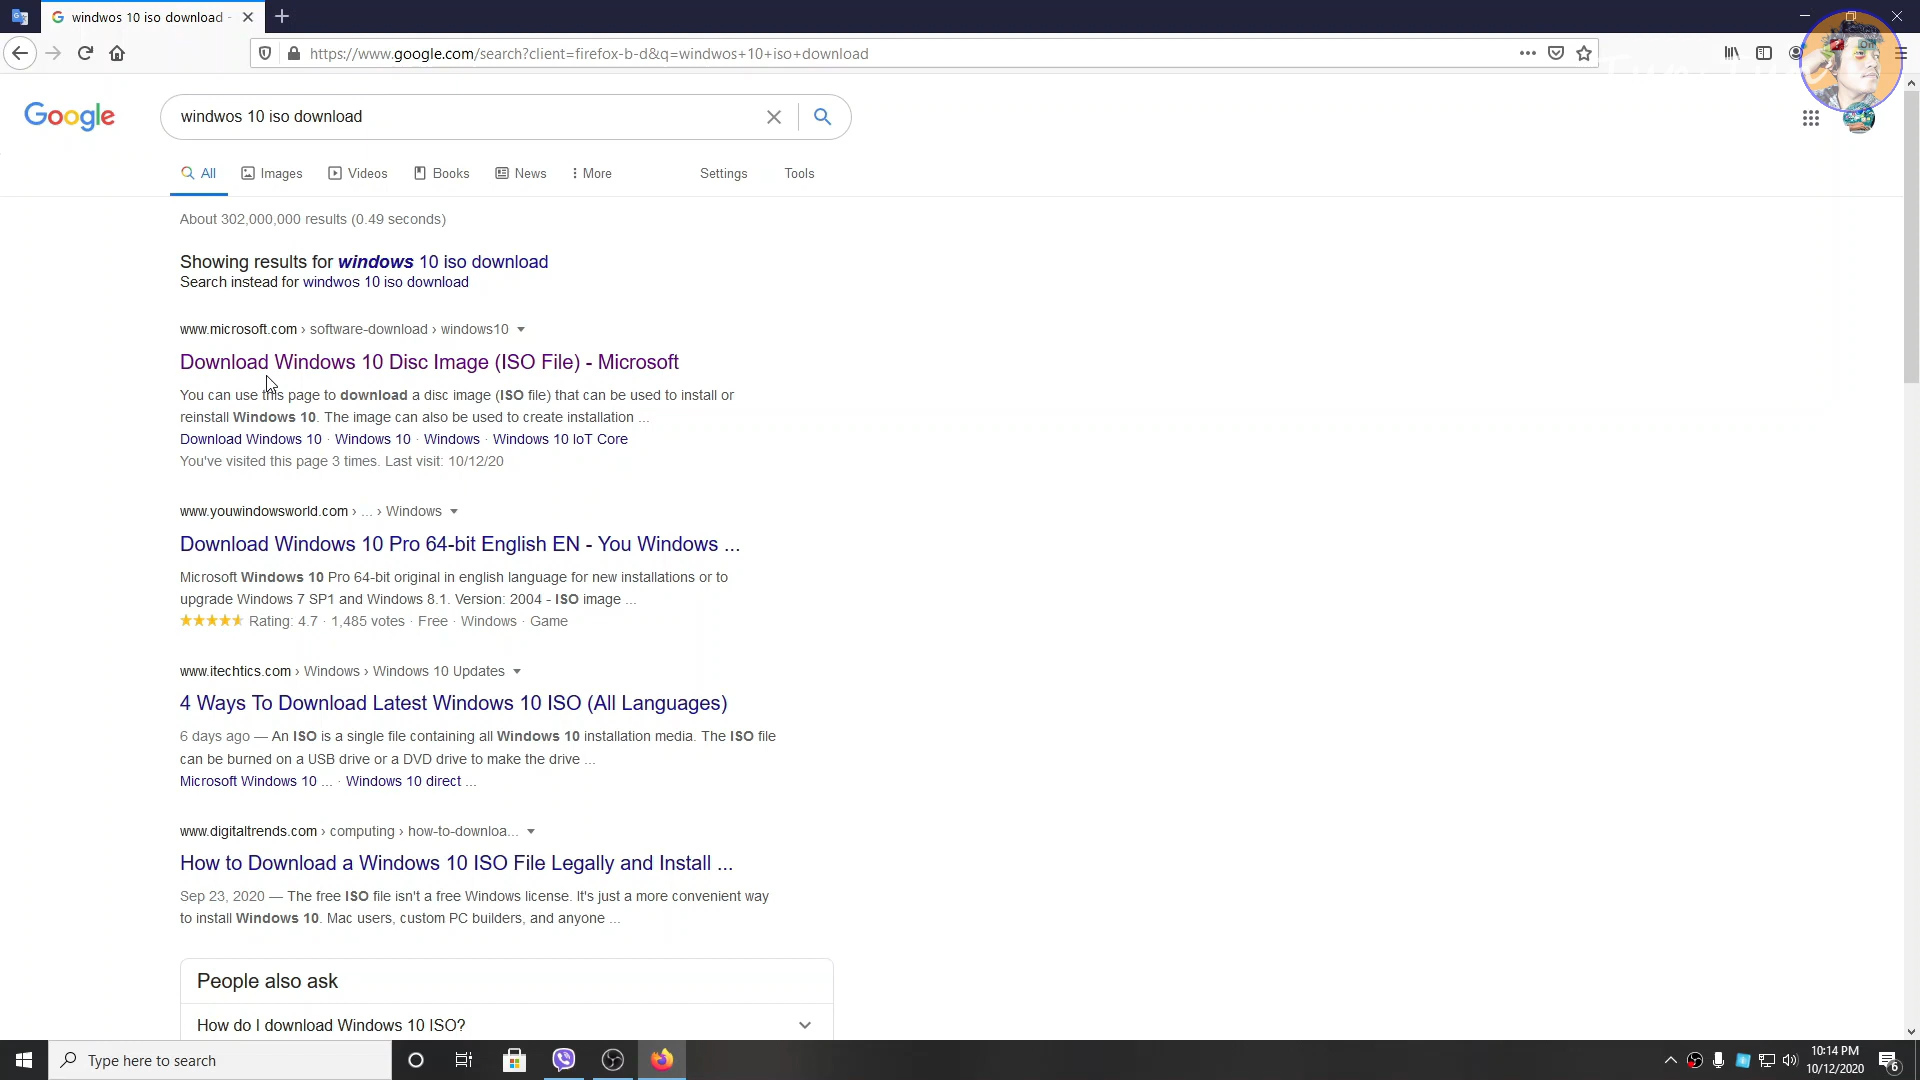 windwos 10 iso download -
https://www.google.com/search?client=firefox-b-d&q=windwos+10+iso+download
Google
windwos 10 iso download
All
Images
Videos
Books
News
More
Settings
Tools
About 302,000,000 results (0.49 seconds)
Showing results for windows 10 iso download
Search instead for windwos 10 iso download
www.microsoft.com › software-download › windows10
Download Windows 10 Disc Image (ISO File) - Microsoft
You can use this page to download a disc image (ISO file) that can be used to install or
reinstall Windows 10. The image can also be used to create installation ...
Download Windows 10 · Windows 10 · Windows · Windows 10 IoT Core
You've visited this page 3 times. Last visit: 10/12/20
www.youwindowsworld.com › ... › Windows
Download Windows 10 Pro 64-bit English EN - You Windows ...
Microsoft Windows 10 Pro 64-bit original in english language for new installations or to
upgrade Windows 7 SP1 and Windows 8.1. Version: 2004 - ISO image ...
Rating: 4.7 · 1,485 votes · Free · Windows · Game
www.itechtics.com › Windows › Windows 10 Updates
4 Ways To Download Latest Windows 10 ISO (All Languages)
6 days ago — An ISO is a single file containing all Windows 10 installation media. The ISO file
can be burned on a USB drive or a DVD drive to make the drive ...
Microsoft Windows 10 ... · Windows 10 direct ...
www.digitaltrends.com › computing › how-to-downloa...
How to Download a Windows 10 ISO File Legally and Install ...
Sep 23, 2020 — The free ISO file isn't a free Windows license. It's just a more convenient way
to install Windows 10. Mac users, custom PC builders, and anyone ...
People also ask
How do I download Windows 10 ISO?
Type here to search
10:14 PM
10/12/2020
6